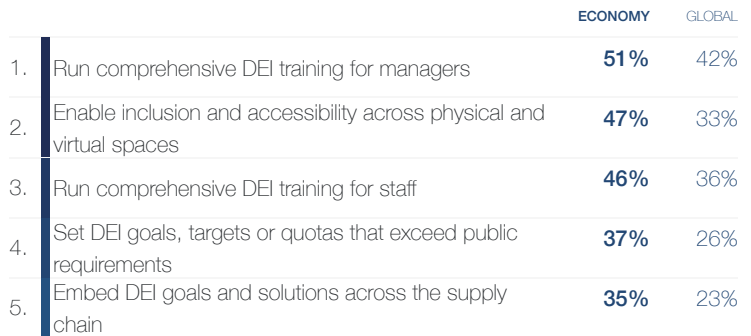 ECONOMY GLOBAL
1. Run comprehensive DEI training for managers 51% 42%
2. Enable inclusion and accessibility across physical and
virtual spaces 47% 33%
3. Run comprehensive DEI training for staff 46% 36%
4. Set DEI goals, targets or quotas that exceed public
requirements 37% 26%
5. Embed DEI goals and solutions across the supply
chain 35% 23%